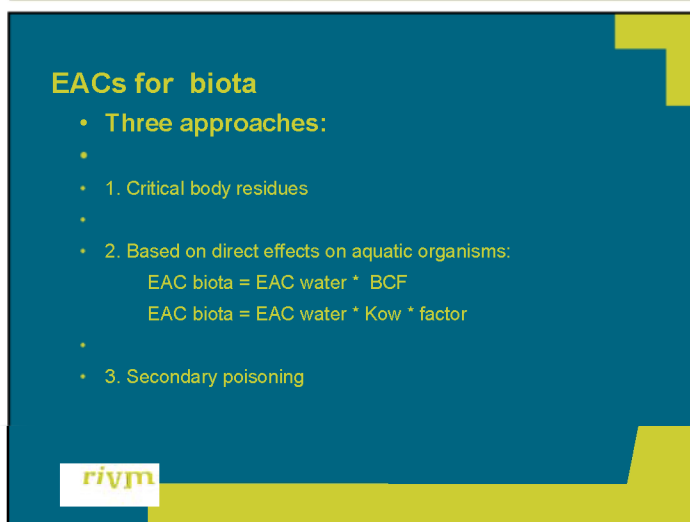 EACs for biota
• Three approaches:
•
• 1. Critical body residues
•
• 2. Based on direct effects on aquatic organisms:
EAC biota = EAC water * BCF
EAC biota = EAC water * Kow * factor
•
• 3. Secondary poisoning
rivm